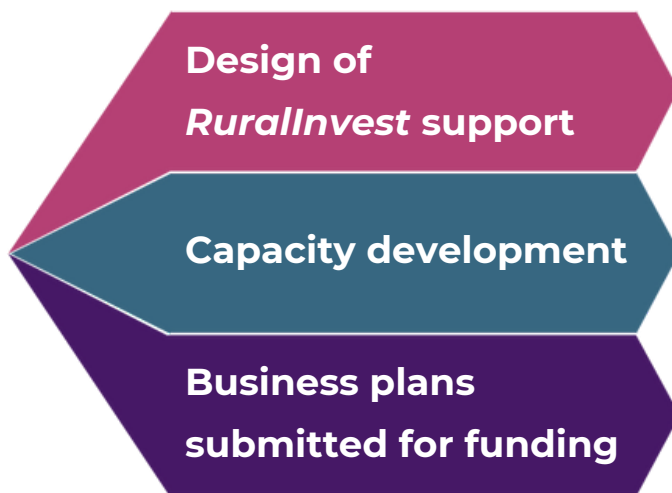 Design of
RuralInvest support
Capacity development
Business plans
submitted for funding